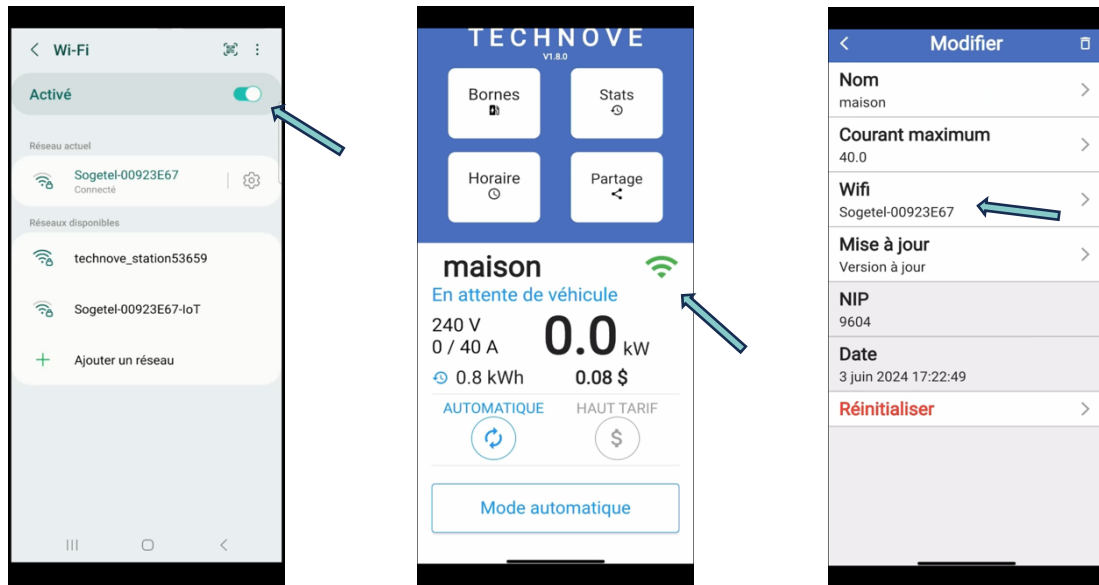 Wi-Fi
Activé
Réseau actuel
Sogetel-00923E67
Connecté
Réseaux disponibles
technove_station53659
Sogetel-00923E67-IoT
Ajouter un réseau
TECHNOVE
V1.8.0
Bornes
Stats
Horaire
Partage
maison
En attente de véhicule
240 V
0 / 40 A
0.0 kW
0.8 kWh
0.08 $
AUTOMATIQUE
HAUT TARIF
$
Mode automatique
Modifier
Nom
maison
Courant maximum
40.0
Wifi
Sogetel-00923E67
Mise à jour
Version à jour
NIP
9604
Date
3 juin 2024 17:22:49
Réinitialiser